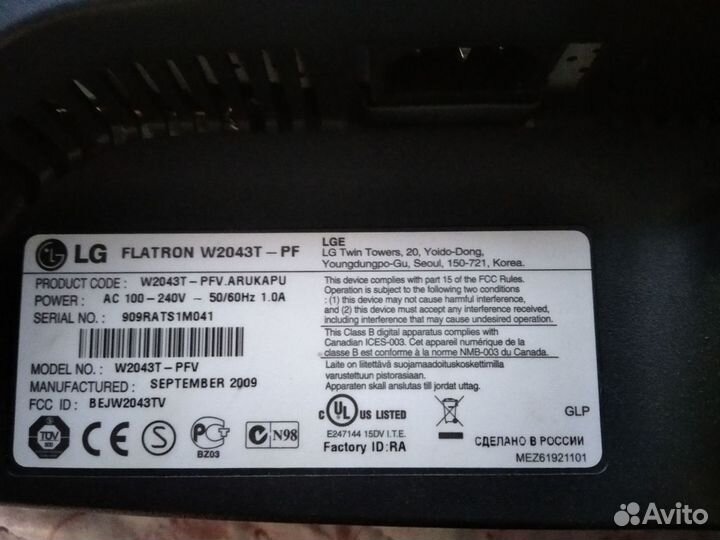 LG FLATRON W2043T-PF
LGE
LG Twin Towers, 20, Yoido-Dong,
Youngdungpo-Gu, Seoul, 150-721, Korea.
PRODUCT CODE: W2043T-PFV.ARUKAPU
POWER: AC 100-240V ~ 50/60Hz 1.0A
SERIAL NO.: 909RATS1M041
MODEL NO.: W2043T-PFV
MANUFACTURED: SEPTEMBER 2009
FCC ID: BEJW2043TV
This device complies with part 15 of the FCC Rules.
Operation is subject to the following two conditions :
(1) this device may not cause harmful interference,
and (2) this device must accept any interference received,
including interference that may cause undesired operation.
This Class B digital apparatus complies with
Canadian ICES-003. Cet appareil numérique de la
classe B est conforme à la norme NMB-003 du Canada.
Laite on liitettävä suojamaadoituskoskettimilla
varustettuun pistorasiaan.
Apparaten skall anslutas till jordat uttag.
TÜV
CE
S
PCT
BZ03
N98
c UL US LISTED
E247144 15DV I.T.E.
Factory ID:RA
GLP
СДЕЛАНО В РОССИИ
MEZ61921101
Avito